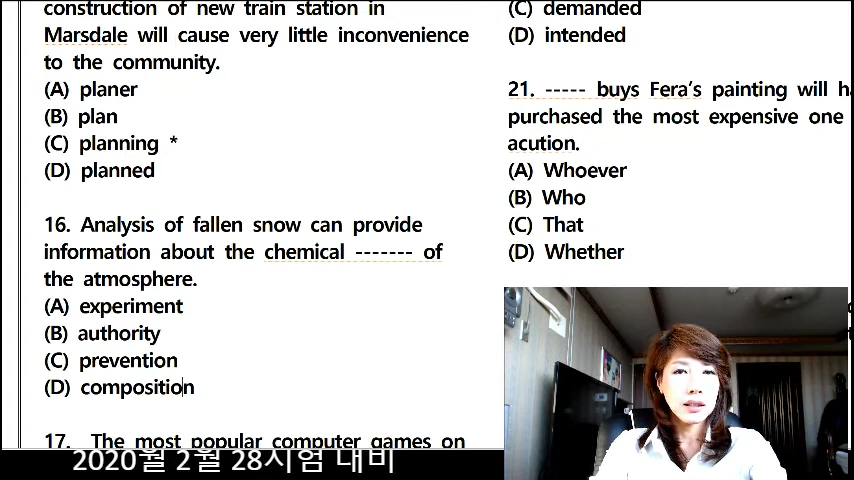 construction of new train station in
Marsdale will cause very little inconvenience
to the community.
(A) planer
(B) plan
(C) planning *
(D) planned
16. Analysis of fallen snow can provide
information about the chemical ------- of
the atmosphere.
(A) experiment
(B) authority
(C) prevention
(D) composition
17. The most popular computer games on
(C) demanded
(D) intended
21. ----- buys Fera's painting will
purchased the most expensive one
acution.
(A) Whoever
(B) Who
(C) That
(D) Whether
2020월 2월 28시험 대비